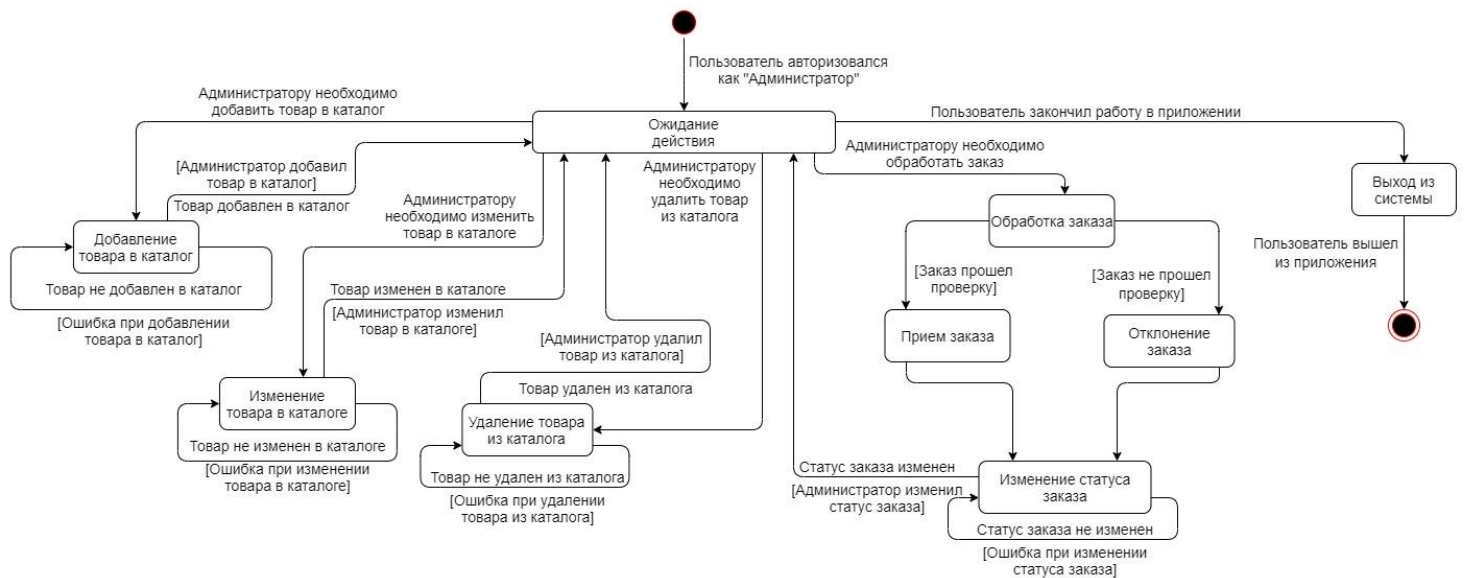 Пользователь авторизовался
как "Администратор"
Администратору необходимо
добавить товар в каталог
Ожидание
действия
Пользователь закончил работу в приложении
Администратору необходимо
обработать заказ
[Администратор добавил
товар в каталог]
Товар добавлен в каталог
Администратору
необходимо изменить
товар в каталоге
Администратору
необходимо
удалить товар
из каталога
Выход из
системы
Обработка заказа
Добавление
товара в каталог
Пользователь вышел
из приложения
[Заказ прошел
проверку]
[Заказ не прошел
проверку]
Товар не добавлен в каталог
[Ошибка при добавлении
товара в каталог]
Товар изменен в каталоге
[Администратор изменил
товар в каталоге]
[Администратор удалил
товар из каталога]
Прием заказа
Отклонение
заказа
Товар удален из каталога
Изменение
товара в каталоге
Удаление товара
из каталога
Товар не изменен в каталоге
[Ошибка при изменении
товара в каталоге]
Товар не удален из каталога
[Ошибка при удалении
товара из каталога]
Статус заказа изменен
[Администратор изменил
статус заказа]
Изменение статуса
заказа
Статус заказа не изменен
[Ошибка при изменении
статуса заказа]